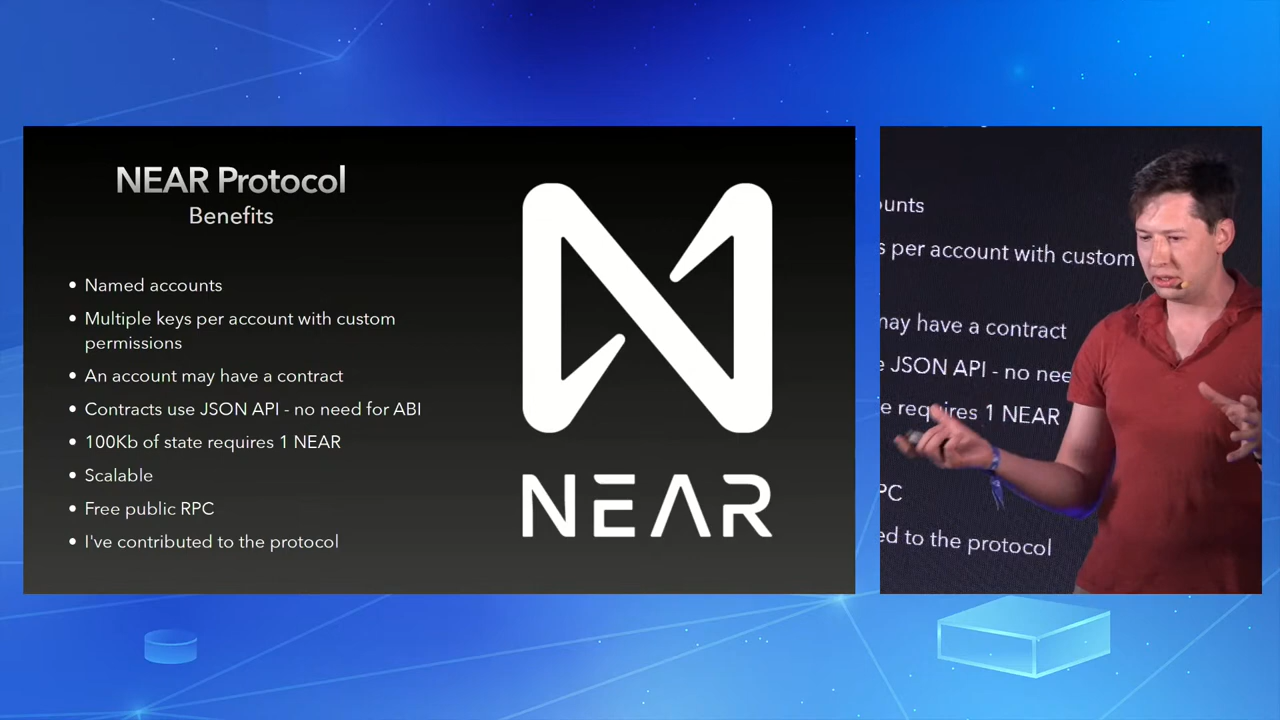 NEAR Protocol
Benefits
• Named accounts
• Multiple keys per account with custom
permissions
• An account may have a contract
• Contracts use JSON API - no need for ABI
• 100Kb of state requires 1 NEAR
• Scalable
• Free public RPC
• I've contributed to the protocol
NEAR
ounts
s per account with custom
may have a contract
e JSON API - no nee
e requires 1 NEAR
PC
ed to the protocol